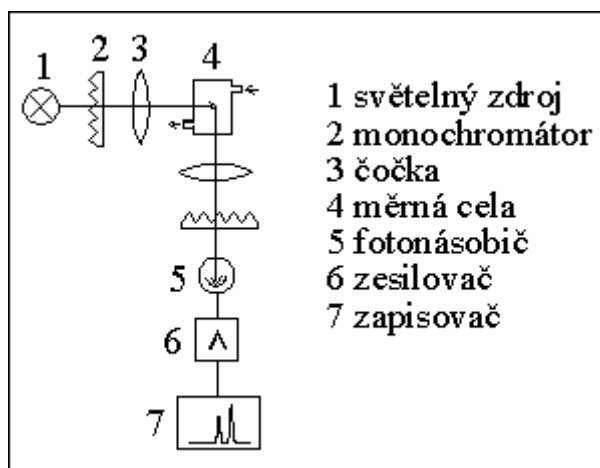 1
2
3
4
5
6
7
1 světelný zdroj
2 monochromátor
3 čočka
4 měrná cela
5 fotonásobič
6 zesilovač
7 zapisovač